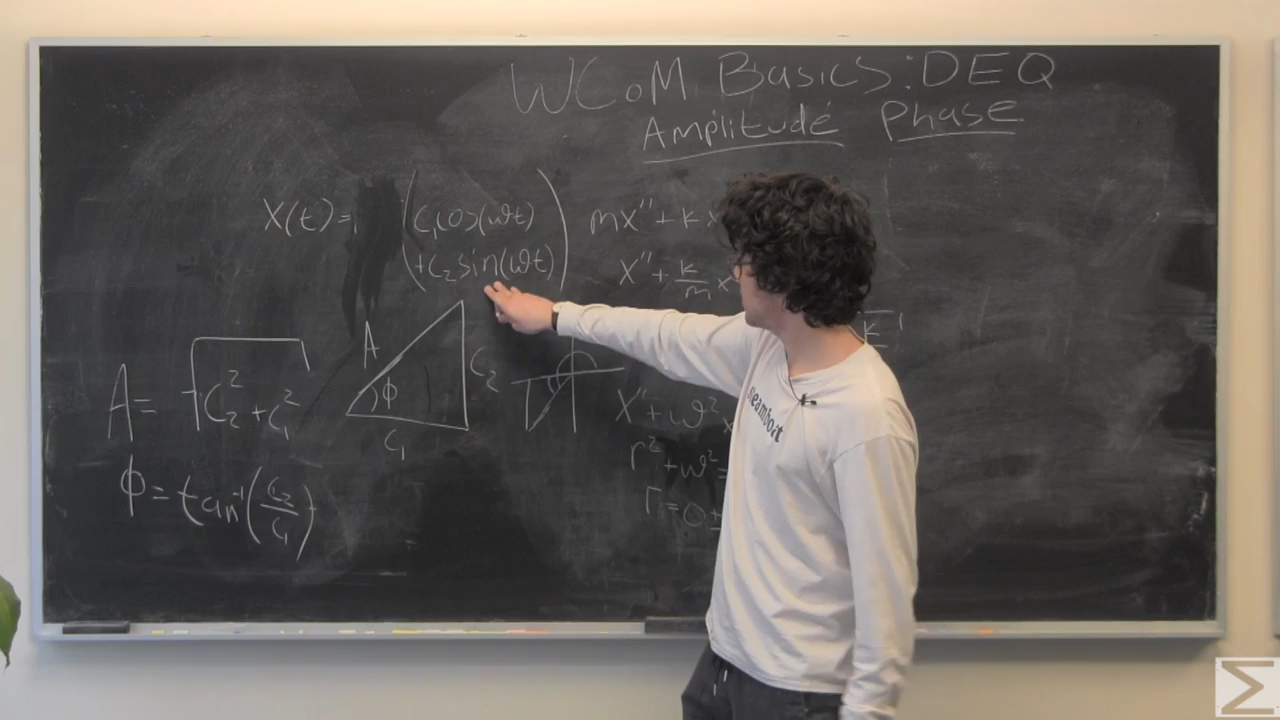 WCoM Basics: DEQ
Amplitude Phase
X(t) = (C₁cos(ωt)
+C₂sin(ωt))
mx'' + k
x'' + k/m x
A
C₂
ϕ
C₁
A = √C₂² + C₁²
ϕ = tan⁻¹(C₂/C₁)
k
x'' + ω²x
r² + ω² =
r = 0 ±
steamboat
Σ